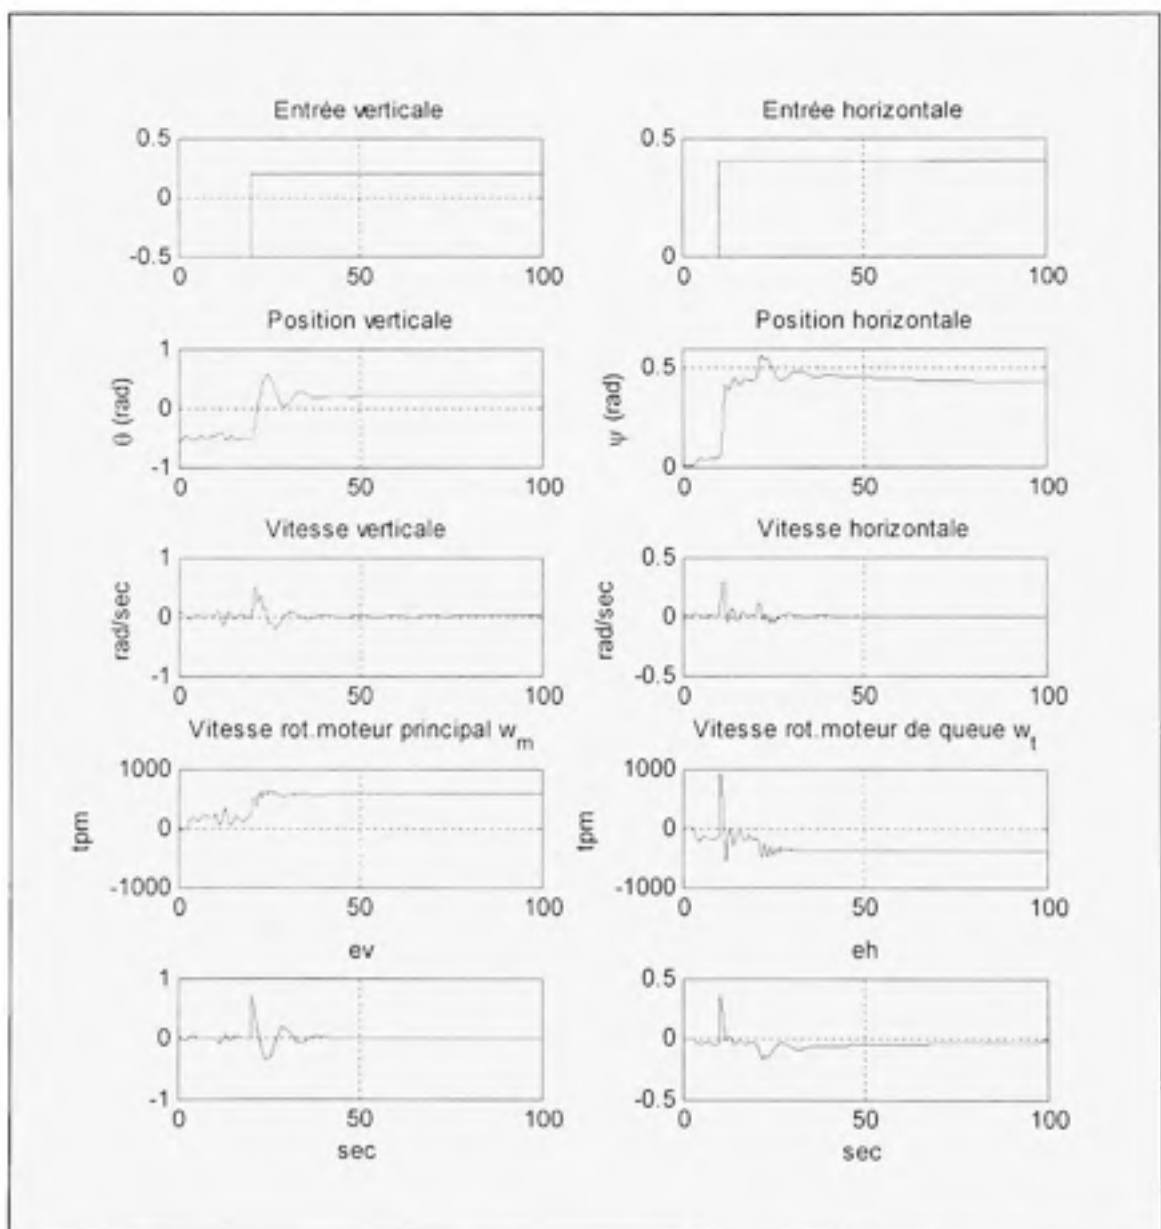 Entrée verticale
0.5
0
-0.5
0 50 100
Entrée horizontale
0.5
0
0 50 100
Position verticale
θ (rad)
1
0
-1
0 50 100
Position horizontale
ψ (rad)
0.5
0
0 50 100
Vitesse verticale
rad/sec
1
0
-1
0 50 100
Vitesse horizontale
rad/sec
0.5
0
-0.5
0 50 100
Vitesse rot.moteur principal w_m
tpm
1000
0
-1000
0 50 100
Vitesse rot.moteur de queue w_t
tpm
1000
0
-1000
0 50 100
ev
1
0
-1
0 50 100
sec
eh
0.5
0
-0.5
0 50 100
sec